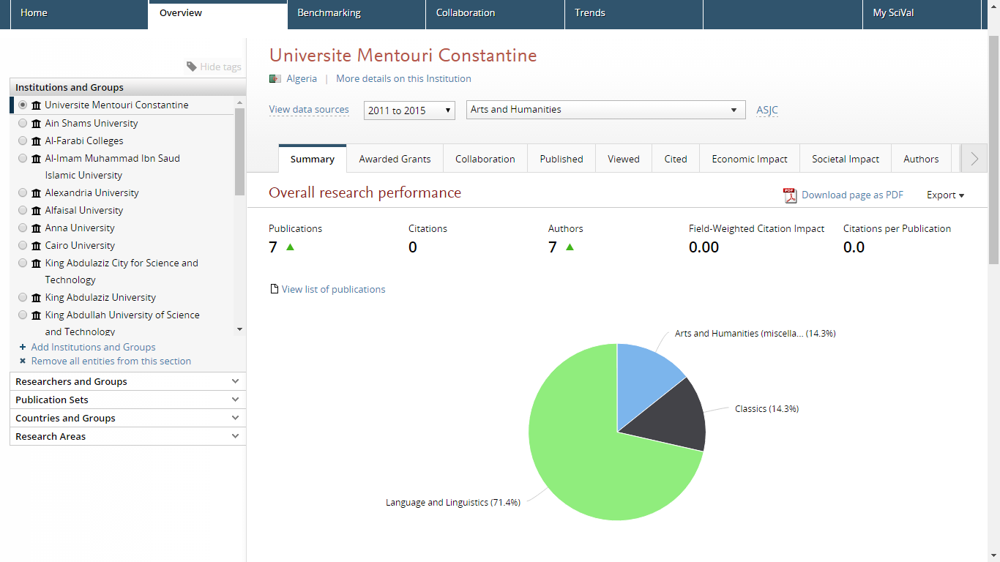 Home
Overview
Benchmarking
Collaboration
Trends
My SciVal
Hide tags
Institutions and Groups
Universite Mentouri Constantine
Ain Shams University
Al-Farabi Colleges
Al-Imam Muhammad Ibn Saud
Islamic University
Alexandria University
Alfaisal University
Anna University
Cairo University
King Abdulaziz City for Science and
Technology
King Abdulaziz University
King Abdullah University of Science
and Technology
Add Institutions and Groups
Remove all entities from this section
Researchers and Groups
Publication Sets
Countries and Groups
Research Areas
Universite Mentouri Constantine
Algeria | More details on this Institution
View data sources
2011 to 2015
Arts and Humanities
ASJC
Summary
Awarded Grants
Collaboration
Published
Viewed
Cited
Economic Impact
Societal Impact
Authors
Overall research performance
PDF
Download page as PDF
Export
Publications
7
Citations
0
Authors
7
Field-Weighted Citation Impact
0.00
Citations per Publication
0.0
View list of publications
Arts and Humanities (miscella... (14.3%)
Classics (14.3%)
Language and Linguistics (71.4%)